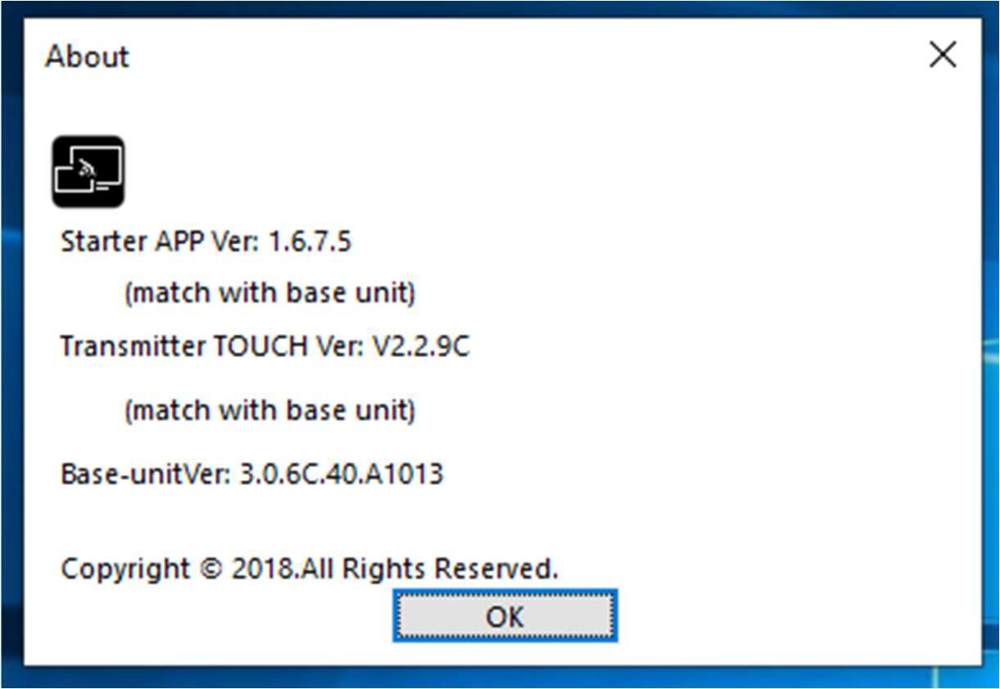 About
Starter APP Ver: 1.6.7.5
(match with base unit)
Transmitter TOUCH Ver: V2.2.9C
(match with base unit)
Base-unitVer: 3.0.6C.40.A1013
Copyright © 2018.All Rights Reserved.
OK